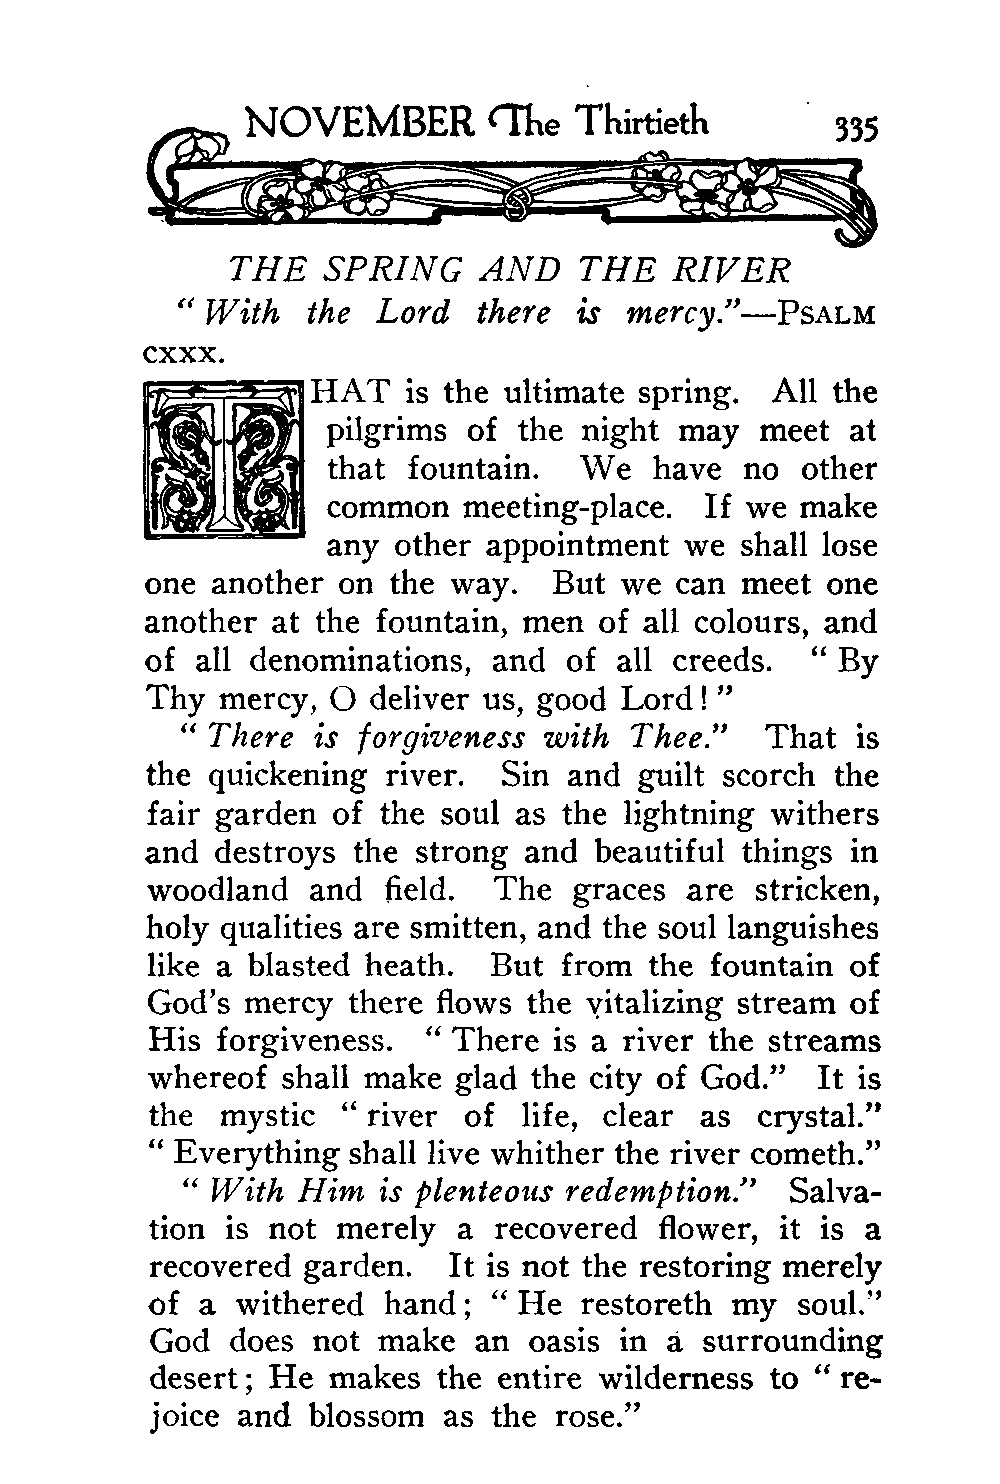 NOVEMBER The Thirtieth 335
THE SPRING AND THE RIVER
“ With the Lord there is mercy.”—PSALM
CXXX.
THAT is the ultimate spring. All the
pilgrims of the night may meet at
that fountain. We have no other
common meeting-place. If we make
any other appointment we shall lose
one another on the way. But we can meet one
another at the fountain, men of all colours, and
of all denominations, and of all creeds. “ By
Thy mercy, O deliver us, good Lord ! ”
“ There is forgiveness with Thee.” That is
the quickening river. Sin and guilt scorch the
fair garden of the soul as the lightning withers
and destroys the strong and beautiful things in
woodland and field. The graces are stricken,
holy qualities are smitten, and the soul languishes
like a blasted heath. But from the fountain of
God’s mercy there flows the vitalizing stream of
His forgiveness. “ There is a river the streams
whereof shall make glad the city of God.” It is
the mystic “ river of life, clear as crystal.”
“ Everything shall live whither the river cometh.”
“ With Him is plenteous redemption.” Salva-
tion is not merely a recovered flower, it is a
recovered garden. It is not the restoring merely
of a withered hand ; “ He restoreth my soul.”
God does not make an oasis in a surrounding
desert ; He makes the entire wilderness to “ re-
joice and blossom as the rose.”